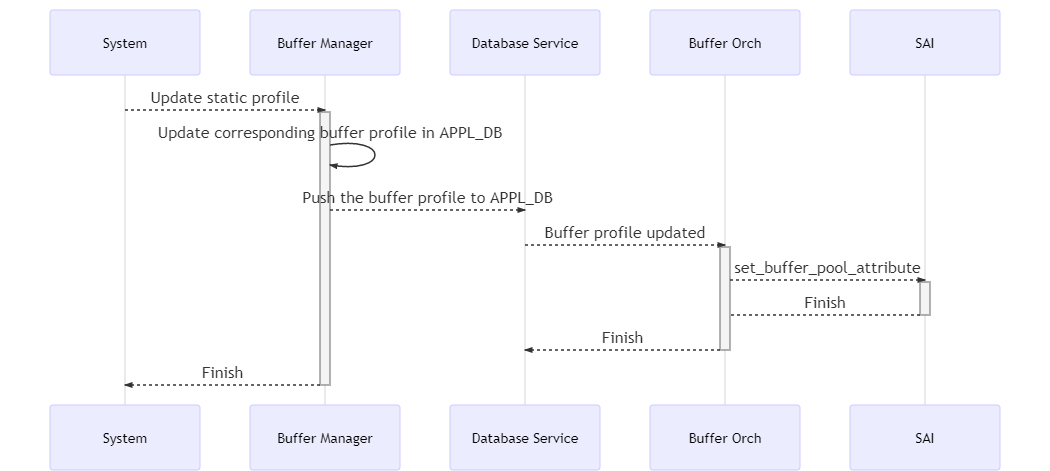 System
Buffer Manager
Database Service
Buffer Orch
SAI
Update static profile
Update corresponding buffer profile in APPL_DB
Push the buffer profile to APPL_DB
Buffer profile updated
set_buffer_pool_attribute
Finish
Finish
Finish
System
Buffer Manager
Database Service
Buffer Orch
SAI